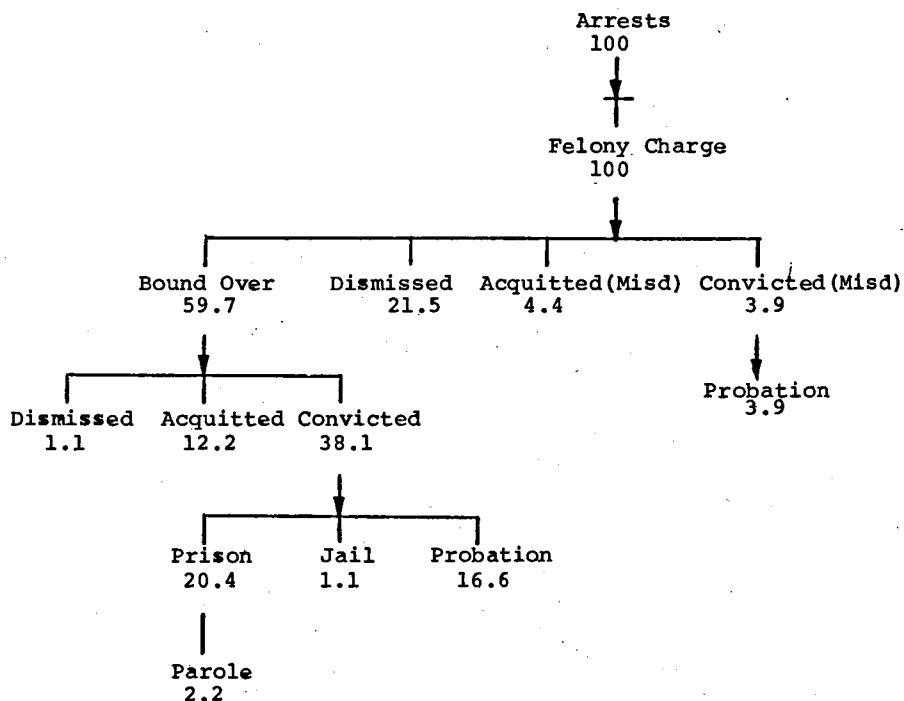 Arrests
100
Felony Charge
100
Bound Over Dismissed Acquitted(Misd) Convicted(Misd)
59.7 21.5 4.4 3.9
Probation
3.9
Dismissed Acquitted Convicted
1.1 12.2 38.1
Prison Jail Probation
20.4 1.1 16.6
Parole
2.2